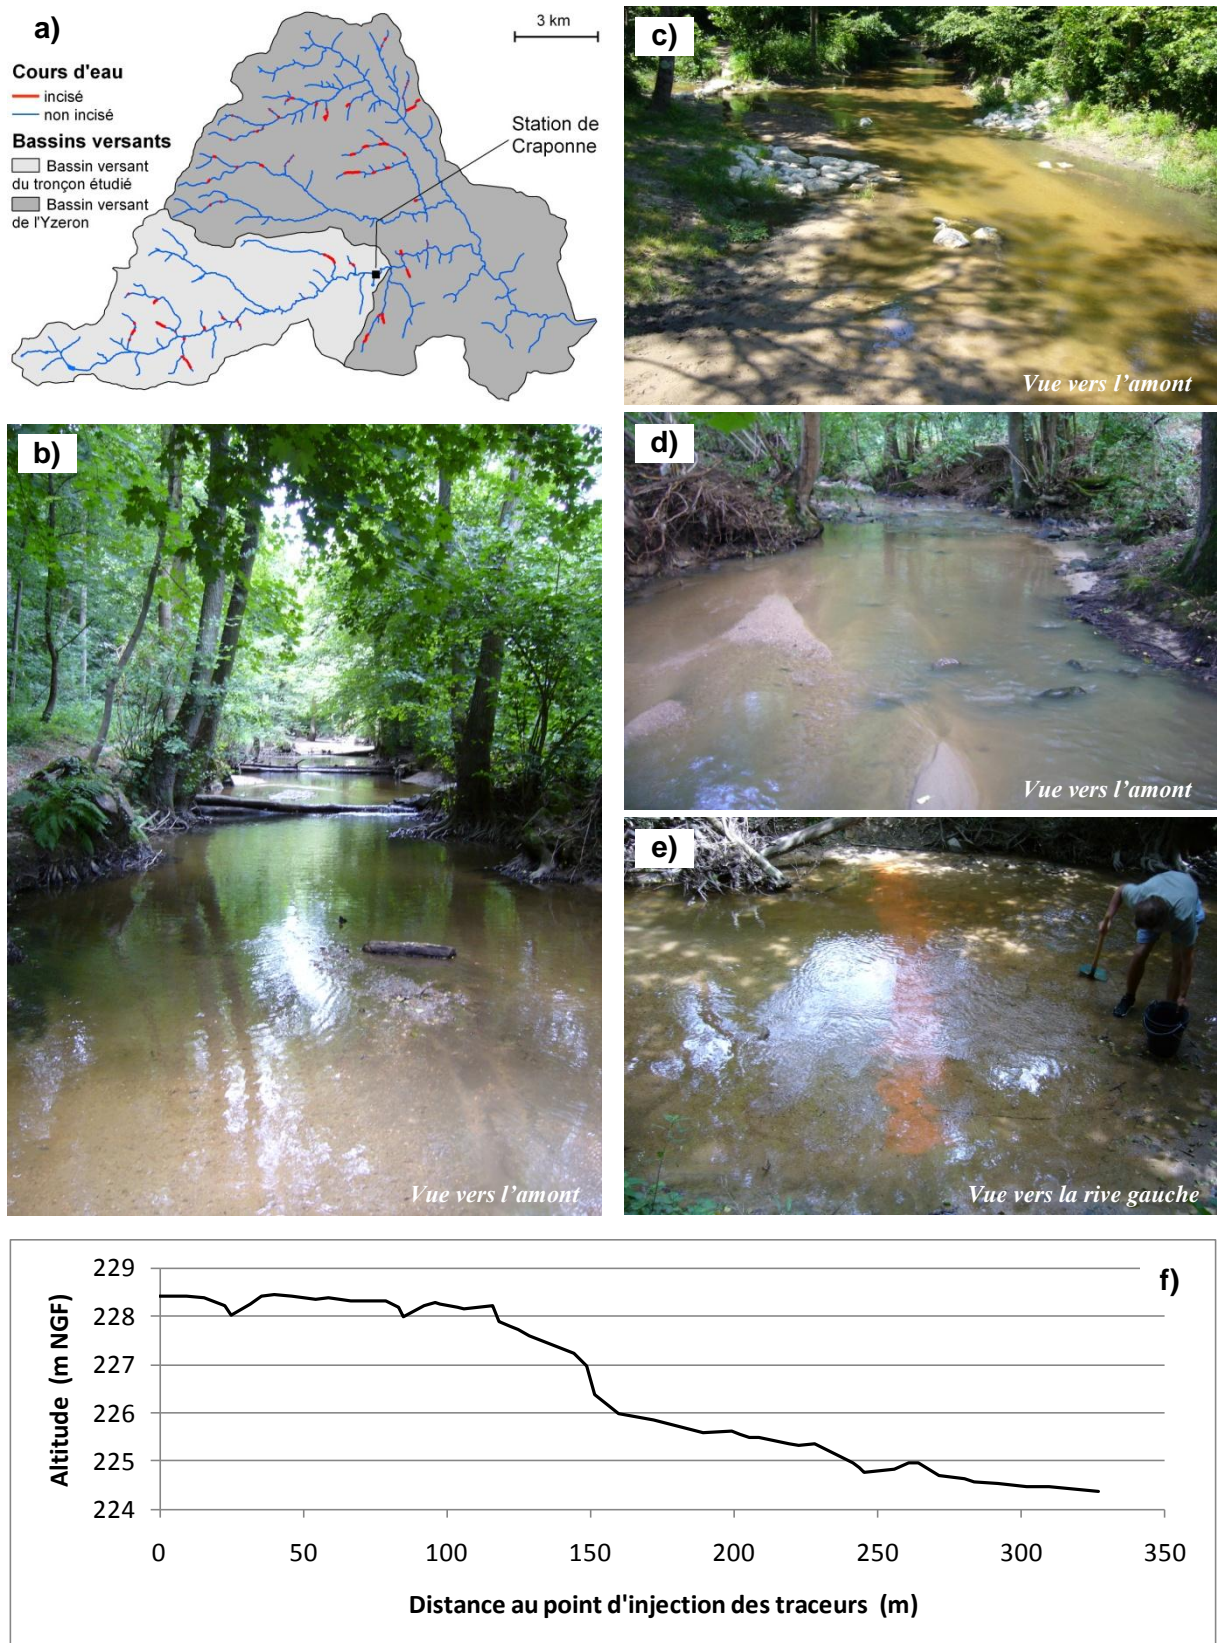 a)
3 km
Cours d'eau
incisé
non incisé
Bassins versants
Bassin versant
du tronçon étudié
Bassin versant
de l'Yzeron
Station de
Craponne
c)
Vue vers l'amont
b)
Vue vers l'amont
d)
Vue vers l'amont
e)
Vue vers la rive gauche
f)
229
228
227
226
225
224
Altitude (m NGF)
0 50 100 150 200 250 300 350
Distance au point d'injection des traceurs (m)